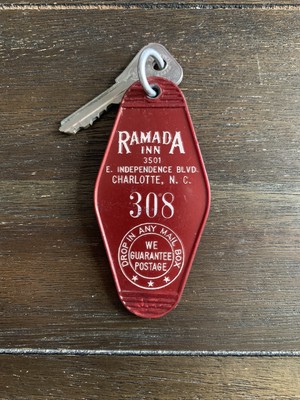 RAMADA
INN
3501
E. INDEPENDENCE BLVD.
CHARLOTTE, N. C.
308
DROP IN ANY MAIL BOX
WE
GUARANTEE
POSTAGE